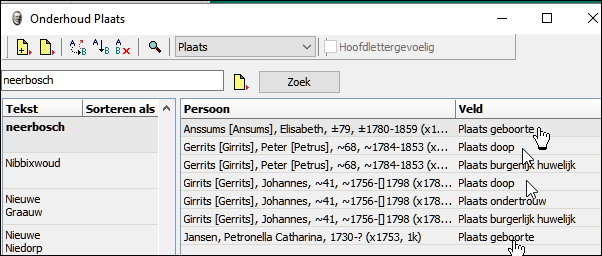 Onderhoud Plaats
Plaats
Hoofdlettergevoelig
neerbosch
Zoek
Tekst Sorteren als
neerbosch
Nibbixwoud
Nieuwe
Graauw
Nieuwe
Niedorp
Persoon Veld
Anssums [Ansums], Elisabeth, ±79, ±1780-1859 (x1... Plaats geboorte
Gerrits [Girrits], Peter [Petrus], ~68, ~1784-1853 (x... Plaats doop
Gerrits [Girrits], Peter [Petrus], ~68, ~1784-1853 (x... Plaats burgerlijk huwelijk
Girrits [Gerrits], Johannes, ~41, ~1756-[]1798 (x178... Plaats doop
Girrits [Gerrits], Johannes, ~41, ~1756-[]1798 (x178... Plaats ondertrouw
Girrits [Gerrits], Johannes, ~41, ~1756-[]1798 (x178... Plaats burgerlijk huwelijk
Jansen, Petronella Catharina, 1730-? (x1753, 1k) Plaats geboorte